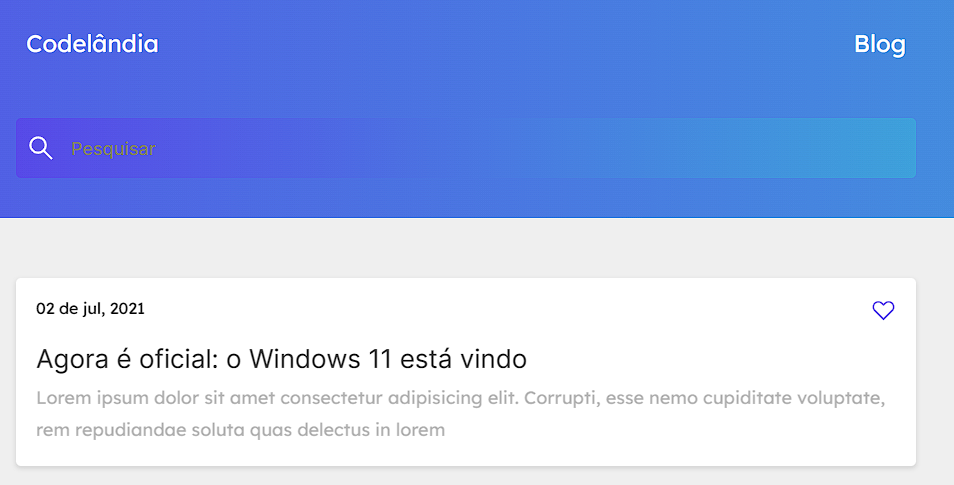 Codelândia
Blog
Pesquisar
02 de jul, 2021
Agora é oficial: o Windows 11 está vindo
Lorem ipsum dolor sit amet consectetur adipisicing elit. Corrupti, esse nemo cupiditate voluptate,
rem repudiandae soluta quas delectus in lorem